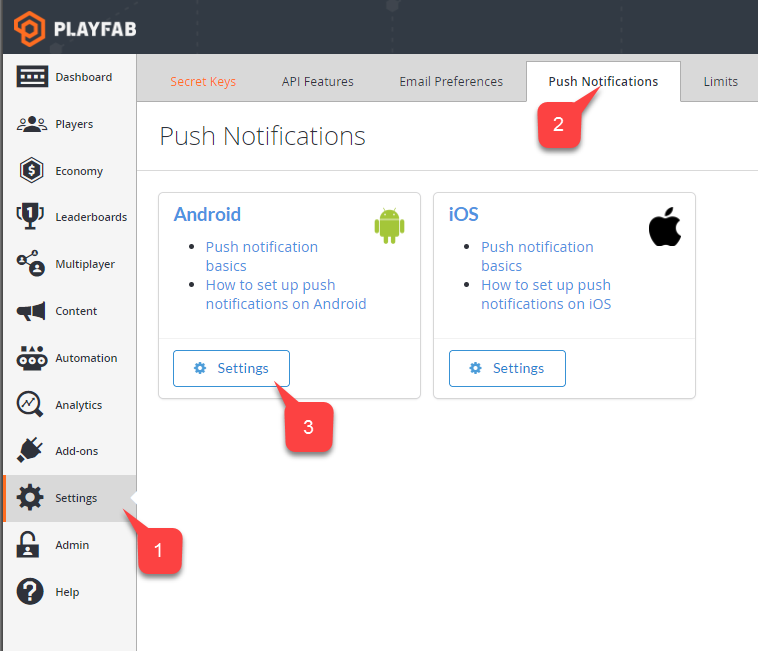 PLAYFAB
Dashboard
Players
Economy
Leaderboards
Multiplayer
Content
Automation
Analytics
Add-ons
Settings
Admin
Help
1
Secret Keys
API Features
Email Preferences
Push Notifications
Limits
2
Push Notifications
Android
Push notification
basics
How to set up push
notifications on Android
Settings
3
iOS
Push notification
basics
How to set up push
notifications on iOS
Settings